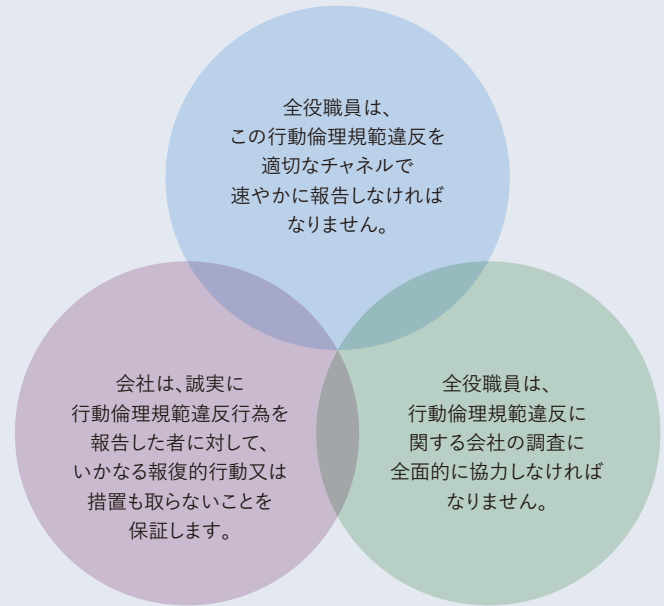 全役職員は、
この行動倫理規範違反を
適切なチャネルで
速やかに報告しなければ
なりません。
会社は、誠実に
行動倫理規範違反行為を
報告した者に対して、
いかなる報復的行動又は
措置も取らないことを
保証します。
全役職員は、
行動倫理規範違反に
関する会社の調査に
全面的に協力しなければ
なりません。